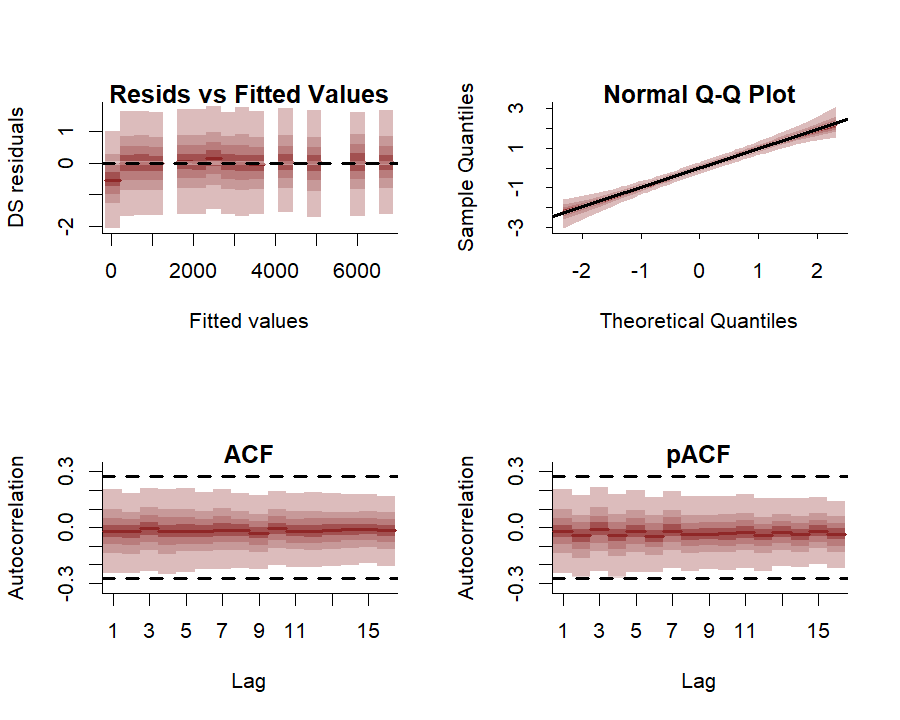 Resids vs Fitted Values
DS residuals
1
0
-2
0 2000 4000 6000
Fitted values
Normal Q-Q Plot
Sample Quantiles
3
1
-1
-3
-2 -1 0 1 2
Theoretical Quantiles
ACF
Autocorrelation
0.3
0.0
-0.3
1 3 5 7 9 11 15
Lag
pACF
Autocorrelation
0.3
0.0
-0.3
1 3 5 7 9 11 15
Lag